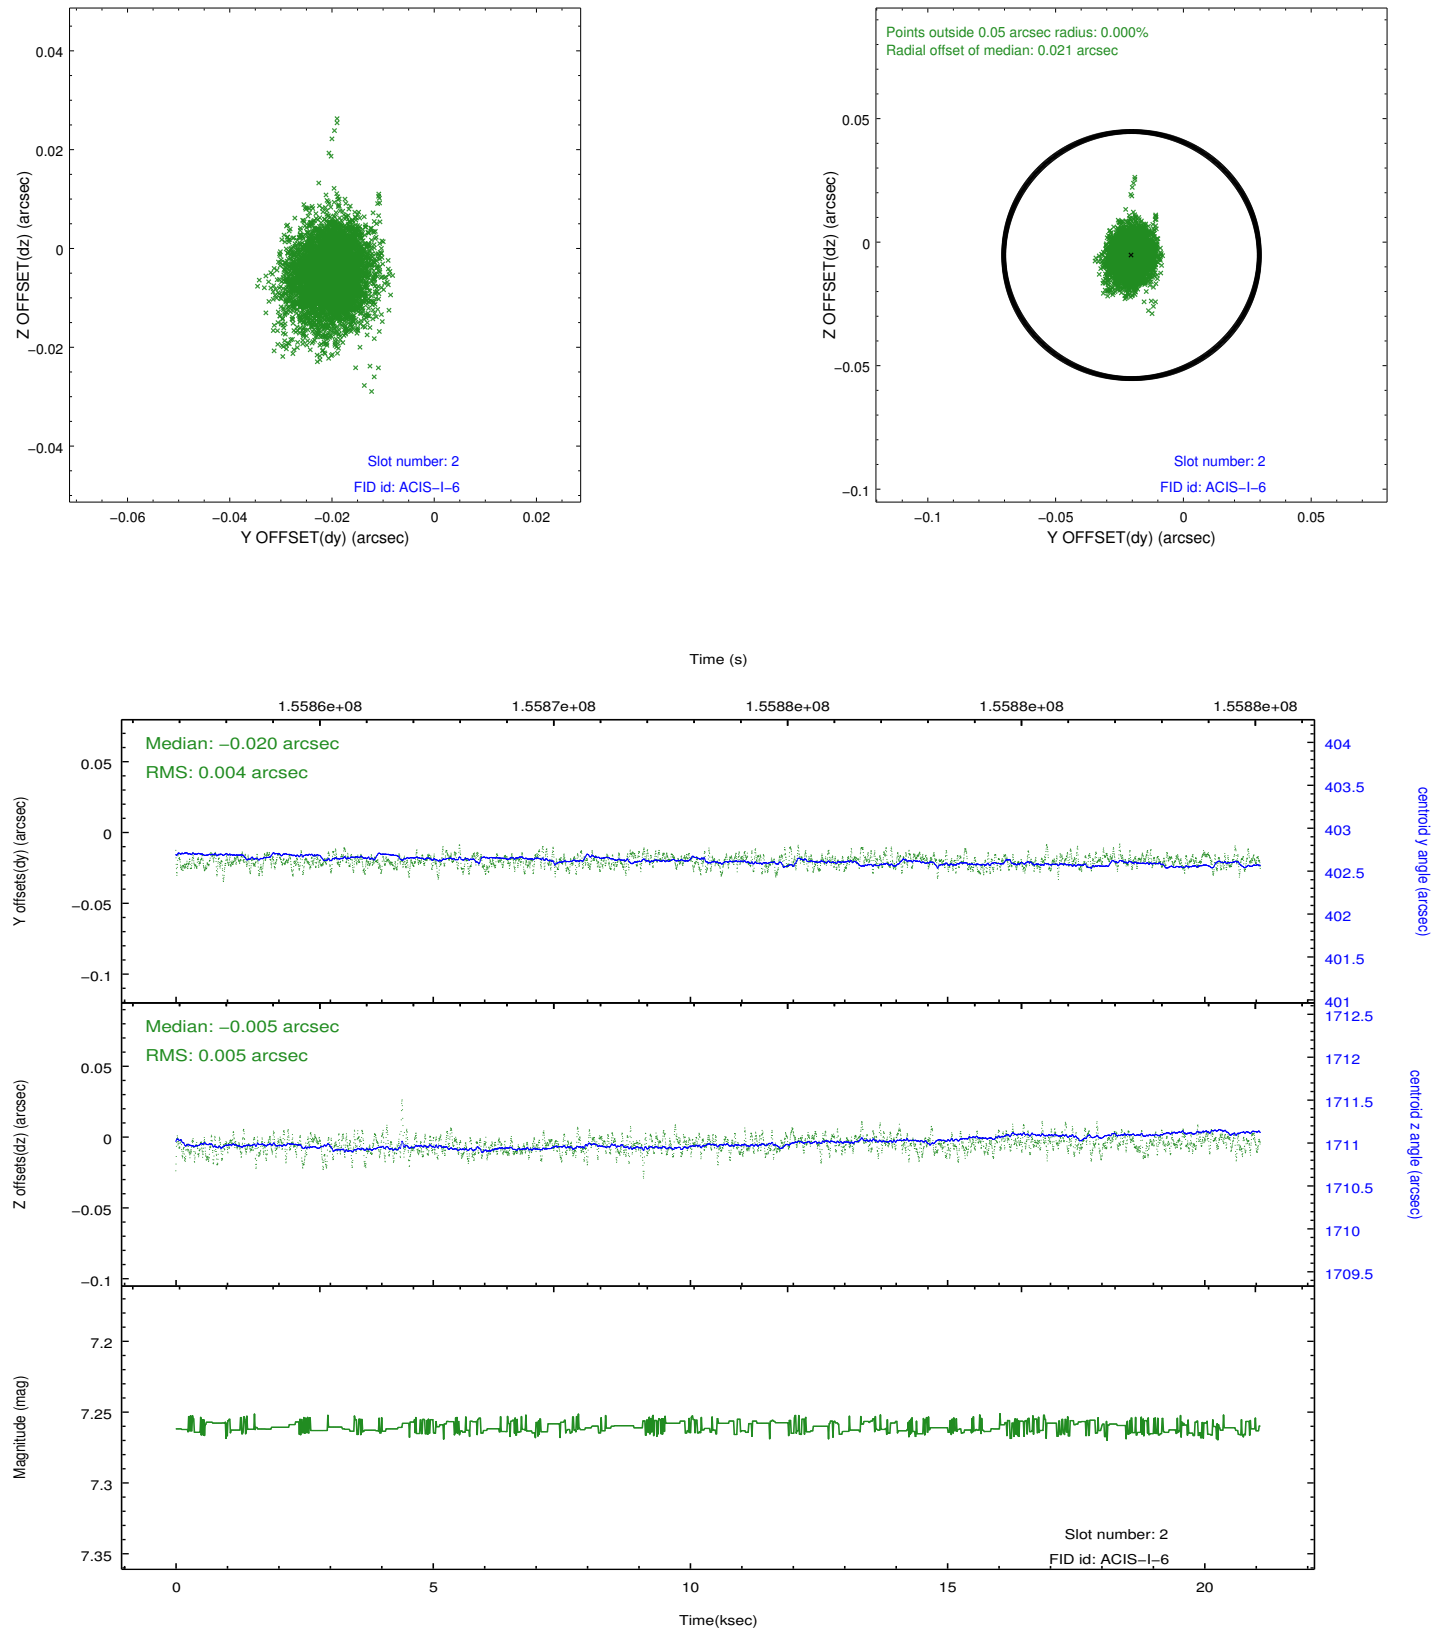 0.04
0.02
0
−0.02
−0.04
Z OFFSET(dz) (arcsec)
Slot number: 2
FID id: ACIS−I−6
−0.06
−0.04
−0.02
0
0.02
Y OFFSET(dy) (arcsec)
Points outside 0.05 arcsec radius: 0.000%
Radial offset of median: 0.021 arcsec
0.05
0
−0.05
−0.1
Z OFFSET(dz) (arcsec)
Slot number: 2
FID id: ACIS−I−6
−0.1
−0.05
0
0.05
Y OFFSET(dy) (arcsec)
Time (s)
1.5586e+08
1.5587e+08
1.5588e+08
1.5588e+08
1.5588e+08
Median: −0.020 arcsec
RMS: 0.004 arcsec
0.05
0
−0.05
−0.1
Y offsets(dy) (arcsec)
404
403.5
403
402.5
402
401.5
401
centroid y angle (arcsec)
Median: −0.005 arcsec
RMS: 0.005 arcsec
0.05
0
−0.05
−0.1
Z offsets(dz) (arcsec)
1712.5
1712
1711.5
1711
1710.5
1710
1709.5
centroid z angle (arcsec)
7.2
7.25
7.3
7.35
Magnitude (mag)
Slot number: 2
FID id: ACIS−I−6
0
5
10
15
20
Time(ksec)